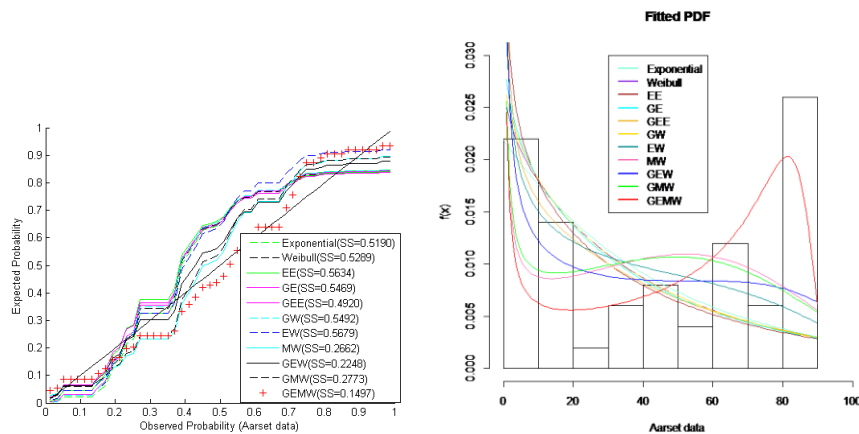 Expected Probability
1
0.9
0.8
0.7
0.6
0.5
0.4
0.3
0.2
0.1
0
Exponential(SS=0.5190)
Weibull(SS=0.5289)
EE(SS=0.5634)
GE(SS=0.5469)
GEE(SS=0.4920)
GW(SS=0.5492)
EW(SS=0.5679)
MW(SS=0.2662)
GEW(SS=0.2248)
GMW(SS=0.2773)
GEMW(SS=0.1497)
0 0.1 0.2 0.3 0.4 0.5 0.6 0.7 0.8 0.9 1
Observed Probability (Aarset data)
Fitted PDF
f(x)
0.030
0.025
0.020
0.015
0.010
0.005
0.000
Exponential
Weibull
EE
GE
GEE
GW
EW
MW
GEW
GMW
GEMW
0 20 40 60 80 100
Aarset data